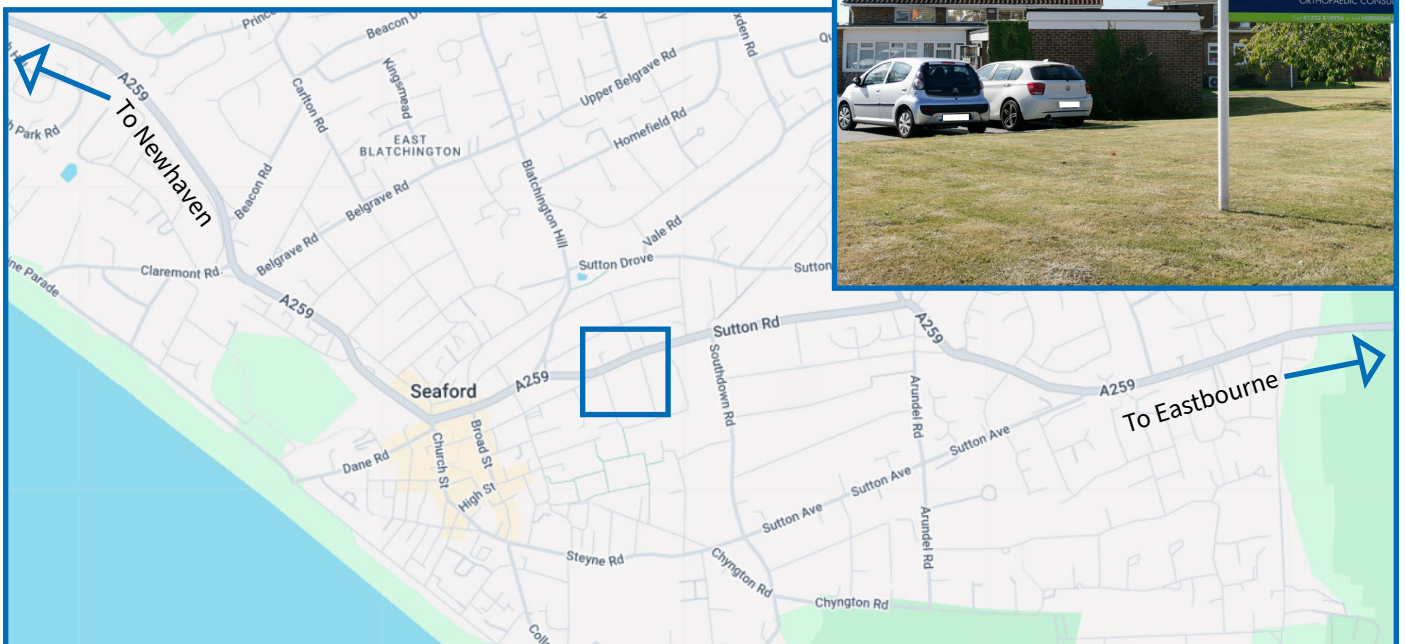 ORTHOPAEDIC CONSU
Beacon
Upper Belgrave Rd
Carlton Rd
Kingsmead
A259
To Newhaven
Park Rd
EAST
BLATCHINGTON
Homefield Rd
Beacon Rd
Belgrave Rd
Blatchington Hill
Vale Rd
Belgrave Rd
Sutton Drove
Sutton
Claremont Rd
ne Parade
A259
Sutton Rd
A259
Seaford
A259
Southdown Rd
Arundel Rd
A259
To Eastbourne
Broad St
Church St
Dane Rd
High St
Sutton Ave
Sutton Ave
Sutton Ave
Arundel Rd
Steyne Rd
Chyngton Rd
Chyngton Rd